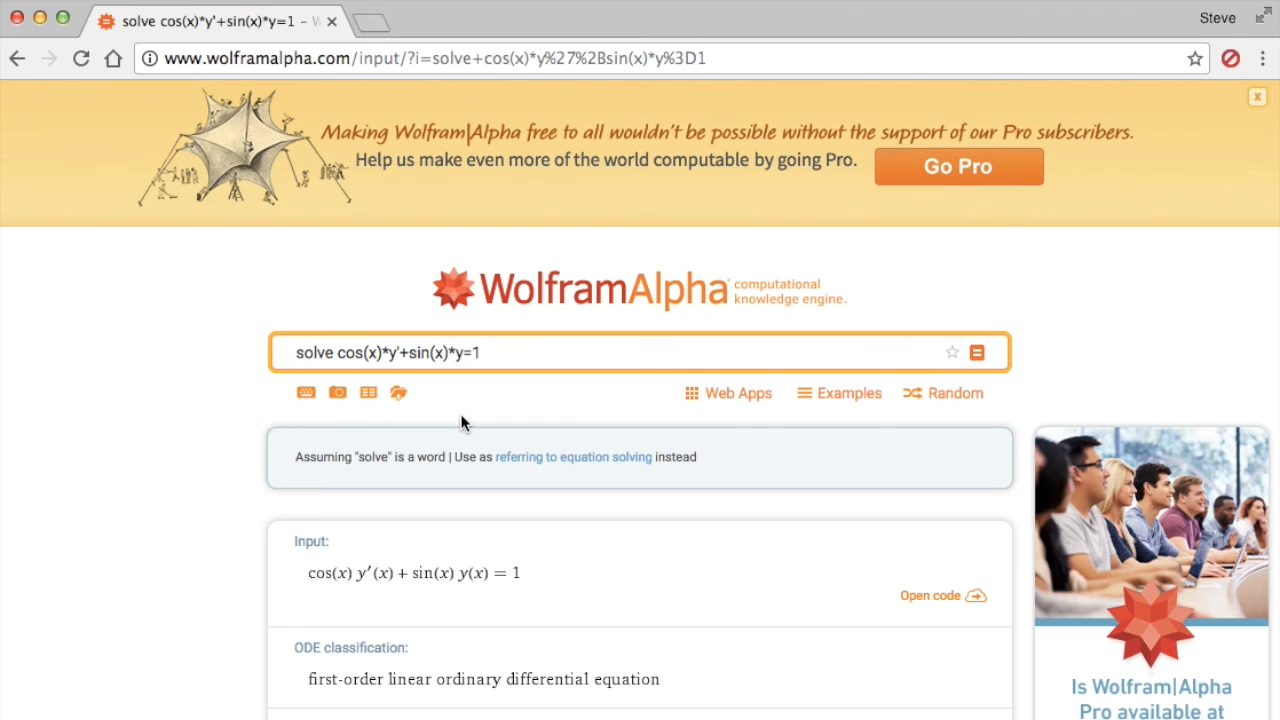 solve cos(x)*y'+sin(x)*y=1 – W
Steve
www.wolframalpha.com/input/?i=solve+cos(x)*y%27%2Bsin(x)*y%3D1
Making Wolfram|Alpha free to all wouldn't be possible without the support of our Pro subscribers.
Help us make even more of the world computable by going Pro.
Go Pro
x
WolframAlpha computational
knowledge engine.
solve cos(x)*y'+sin(x)*y=1
Web Apps
Examples
Random
Assuming "solve" is a word | Use as referring to equation solving instead
Input:
cos(x) y′(x) + sin(x) y(x) = 1
Open code
ODE classification:
first-order linear ordinary differential equation
Is Wolfram|Alpha
Pro available at